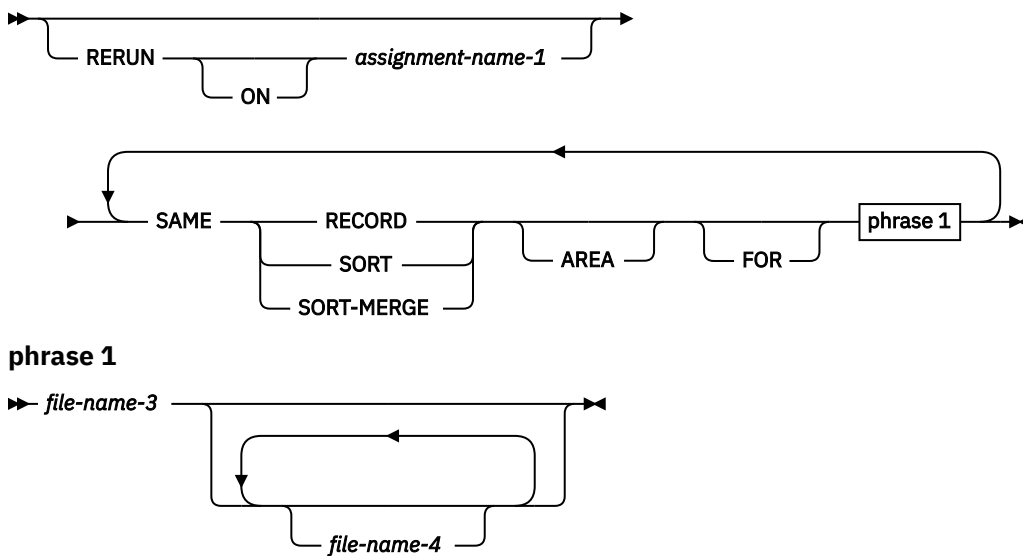 RERUN assignment-name-1
ON
SAME RECORD phrase 1
SORT AREA FOR
SORT-MERGE
phrase 1
file-name-3
file-name-4